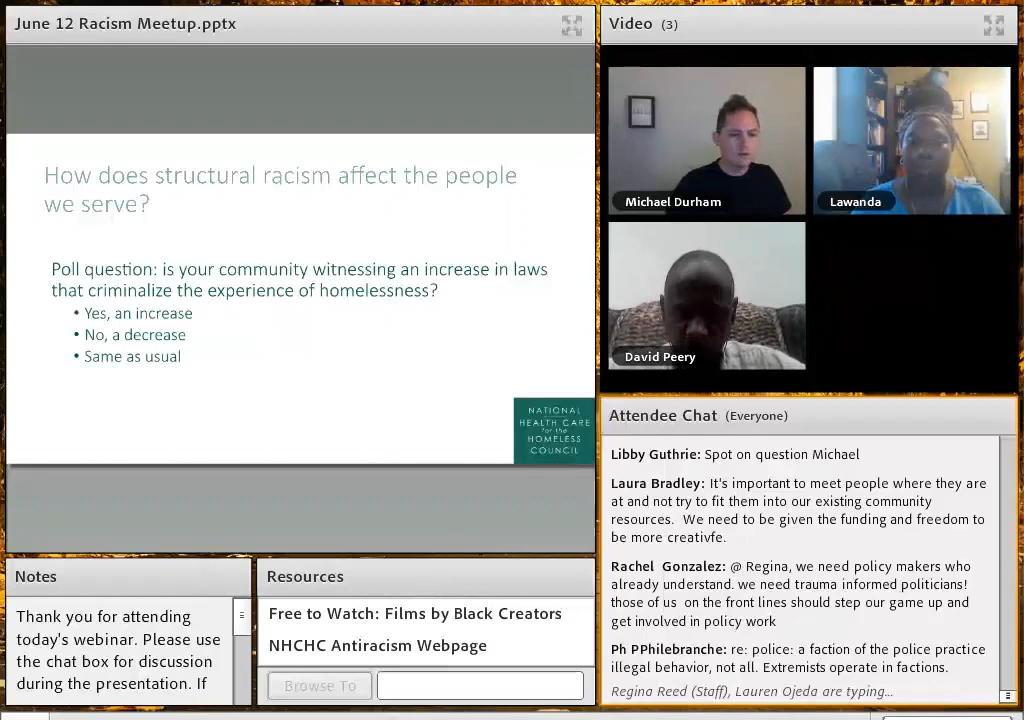 June 12 Racism Meetup.pptx
How does structural racism affect the people
we serve?
Poll question: is your community witnessing an increase in laws
that criminalize the experience of homelessness?
• Yes, an increase
• No, a decrease
• Same as usual
NATIONAL
HEALTH CARE
for the
HOMELESS
COUNCIL
Video (3)
Michael Durham
Lawanda
David Peery
Attendee Chat (Everyone)
Libby Guthrie: Spot on question Michael
Laura Bradley: It's important to meet people where they are
at and not try to fit them into our existing community
resources. We need to be given the funding and freedom to
be more creativfe.
Rachel Gonzalez: @ Regina, we need policy makers who
already understand. we need trauma informed politicians!
those of us on the front lines should step our game up and
get involved in policy work
Ph PPhilebranche: re: police: a faction of the police practice
illegal behavior, not all. Extremists operate in factions.
Regina Reed (Staff), Lauren Ojeda are typing...
Notes
Thank you for attending
today's webinar. Please use
the chat box for discussion
during the presentation. If
Resources
Free to Watch: Films by Black Creators
NHCHC Antiracism Webpage
Browse To